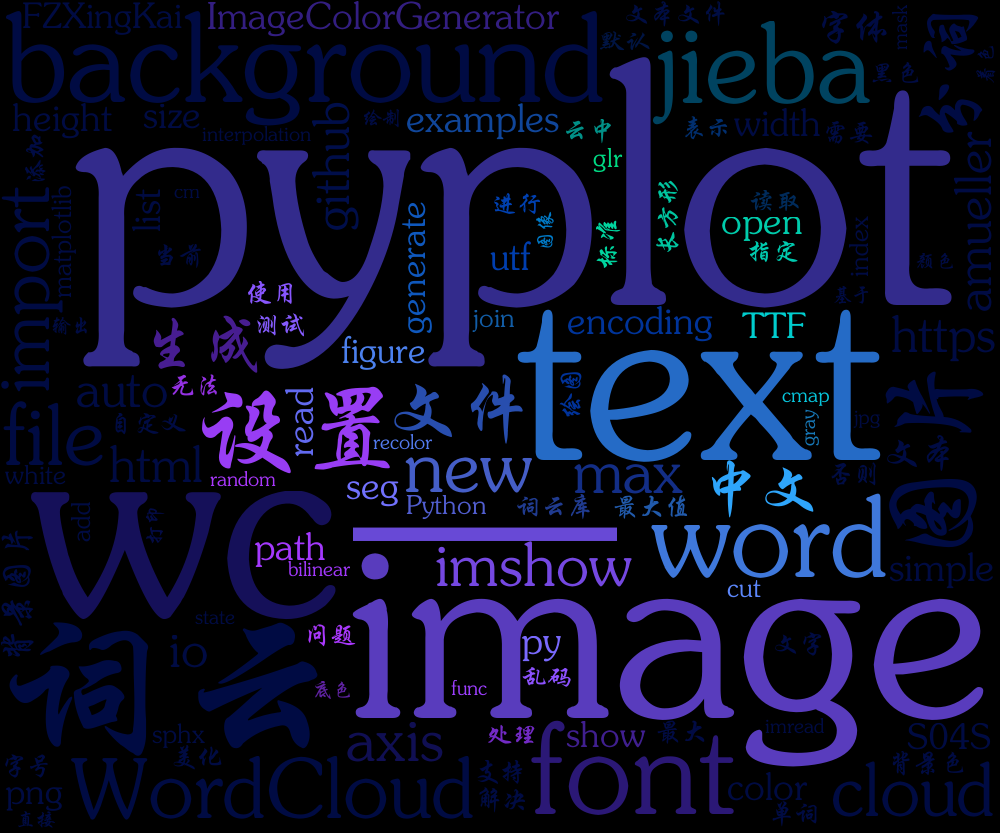 FZXingKai
ImageColorGenerator
文本文件
字体
mask
分词
background
jieba
默认
黑色
height
size
interpolation
绘制
examples
云中
glr
表示
width
需要
添加
import
matplotlib
list
cm
github
pyplot
amueller
进行
图像
标准
长方形
读取
open
指定
index
颜色
当前
使用
generate
utf
基于
输出
测试
join
encoding
TTF
https
生成
figure
text
无法
auto
自定义
设置
read
文件
绘图
cmap
gray
jpg
图片
文本
file
recolor
white
html
random
seg
new
Python
max
中文
否则
词云库
最大值
add
打印
背景图片
wc
path
bilinear
imshow
word
cut
simple
state
词云
io
问题
image
py
乱码
文字
底色
func
sphx
美化
axis
处理
show
最大
imread
S04S
字号
png
直接
WordCloud
支持
解决
font
color
单词
背景色
cloud